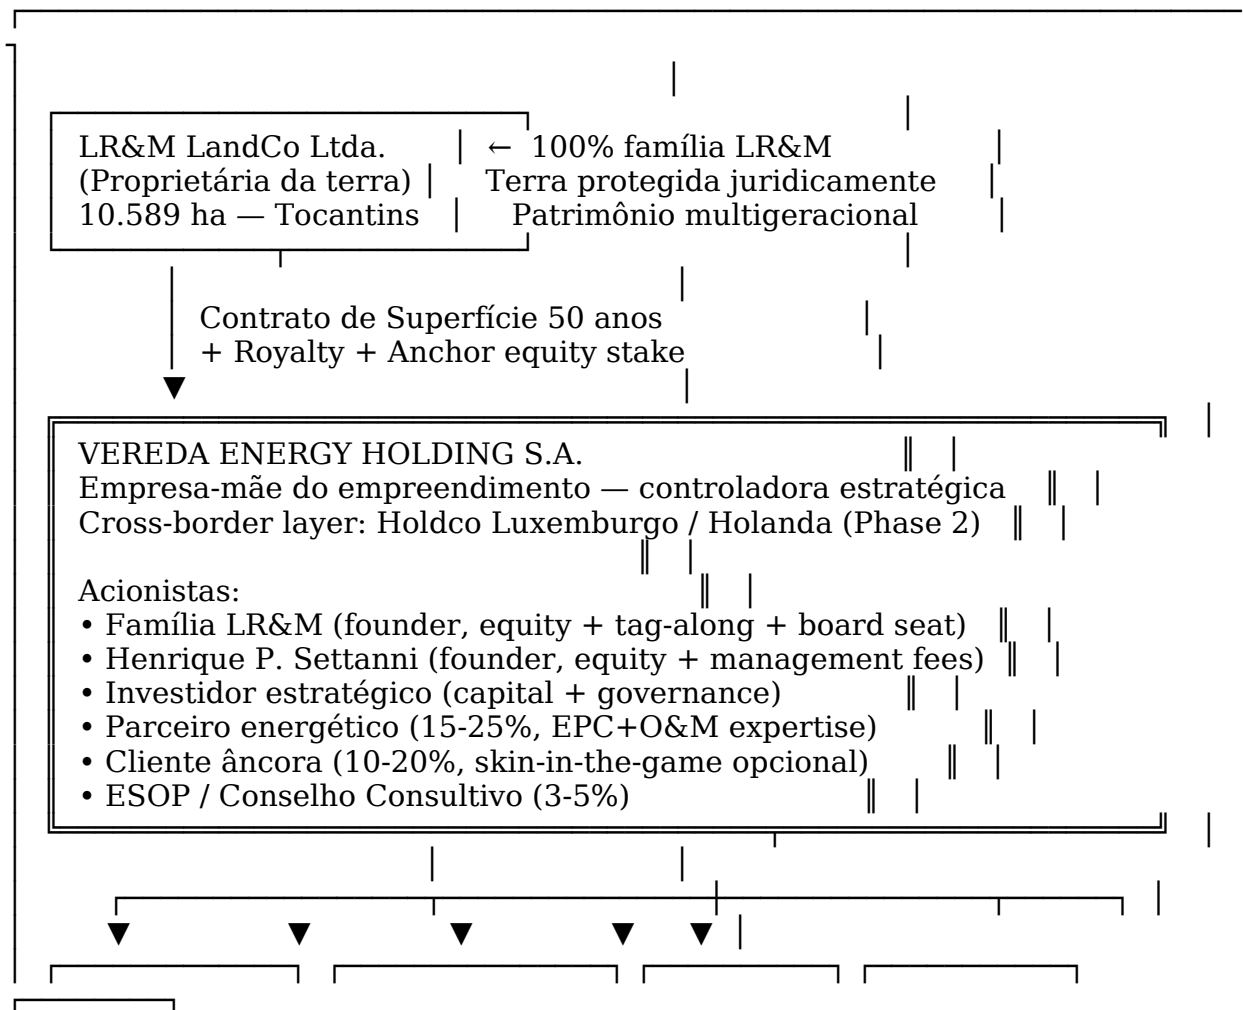 LR&M LandCo Ltda. ← 100% família LR&M
(Proprietária da terra) Terra protegida juridicamente
10.589 ha — Tocantins Patrimônio multigeracional
Contrato de Superfície 50 anos
+ Royalty + Anchor equity stake
VEREDA ENERGY HOLDING S.A.
Empresa-mãe do empreendimento — controladora estratégica
Cross-border layer: Holdco Luxemburgo / Holanda (Phase 2)
Acionistas:
• Família LR&M (founder, equity + tag-along + board seat)
• Henrique P. Settanni (founder, equity + management fees)
• Investidor estratégico (capital + governance)
• Parceiro energético (15-25%, EPC+O&M expertise)
• Cliente âncora (10-20%, skin-in-the-game opcional)
• ESOP / Conselho Consultivo (3-5%)